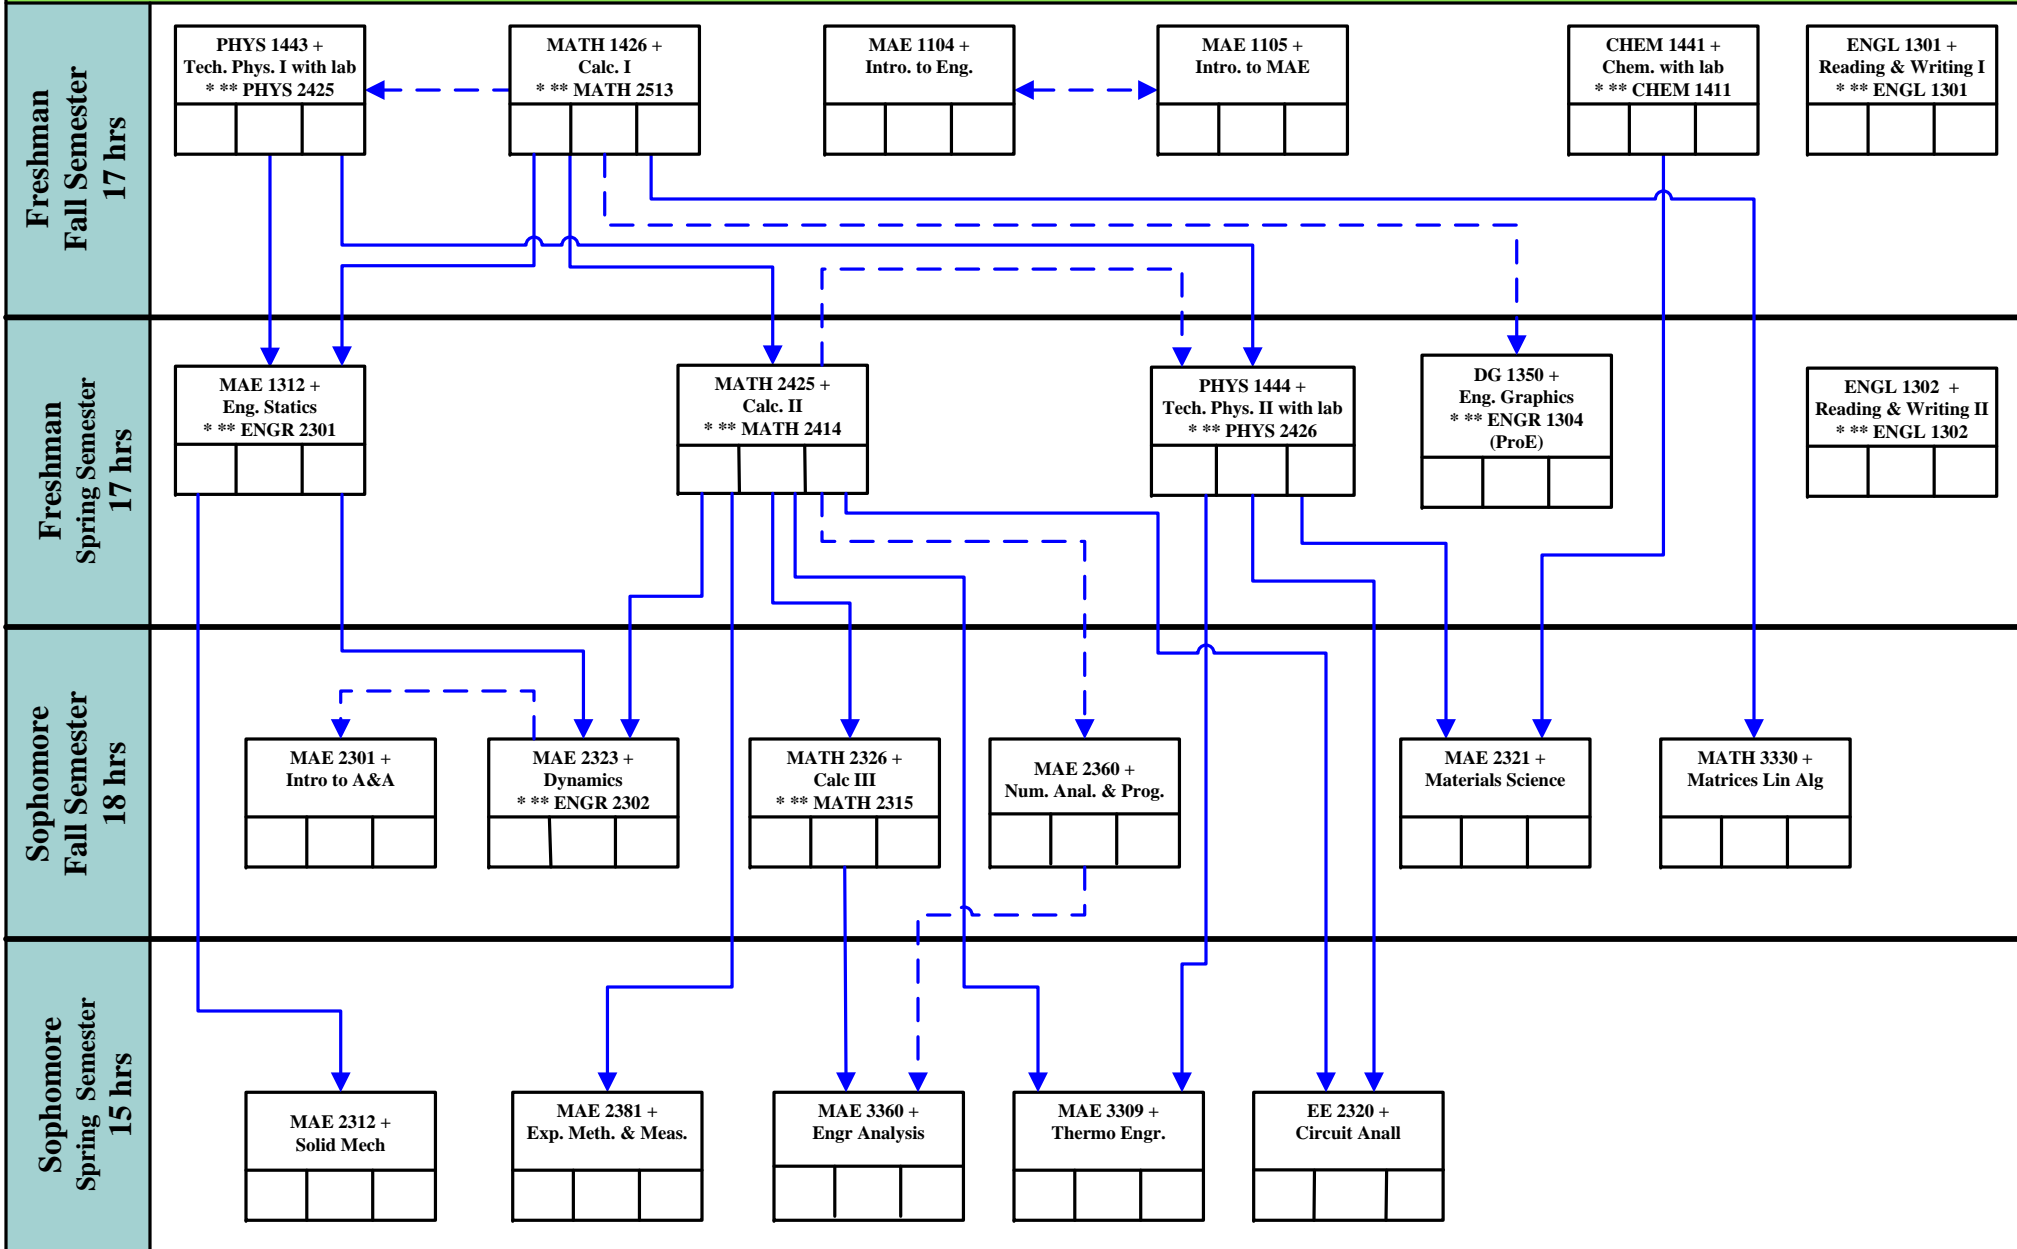 Freshman
Fall Semester
17 hrs
PHYS 1443 +
Tech. Phys. I with lab
* ** PHYS 2425
MATH 1426 +
Calc. I
* ** MATH 2513
MAE 1104 +
Intro. to Eng.
MAE 1105 +
Intro. to MAE
CHEM 1441 +
Chem. with lab
* ** CHEM 1411
ENGL 1301 +
Reading & Writing I
* ** ENGL 1301
Freshman
Spring Semester
17 hrs
MAE 1312 +
Eng. Statics
* ** ENGR 2301
MATH 2425 +
Calc. II
* ** MATH 2414
PHYS 1444 +
Tech. Phys. II with lab
* ** PHYS 2426
DG 1350 +
Eng. Graphics
* ** ENGR 1304
(ProE)
ENGL 1302 +
Reading & Writing II
* ** ENGL 1302
Sophomore
Fall Semester
18 hrs
MAE 2301 +
Intro to A&A
MAE 2323 +
Dynamics
* ** ENGR 2302
MATH 2326 +
Calc III
* ** MATH 2315
MAE 2360 +
Num. Anal. & Prog.
MAE 2321 +
Materials Science
MATH 3330 +
Matrices Lin Alg
Sophomore
Spring Semester
15 hrs
MAE 2312 +
Solid Mech
MAE 2381 +
Exp. Meth. & Meas.
MAE 3360 +
Engr Analysis
MAE 3309 +
Thermo Engr.
EE 2320 +
Circuit Anall